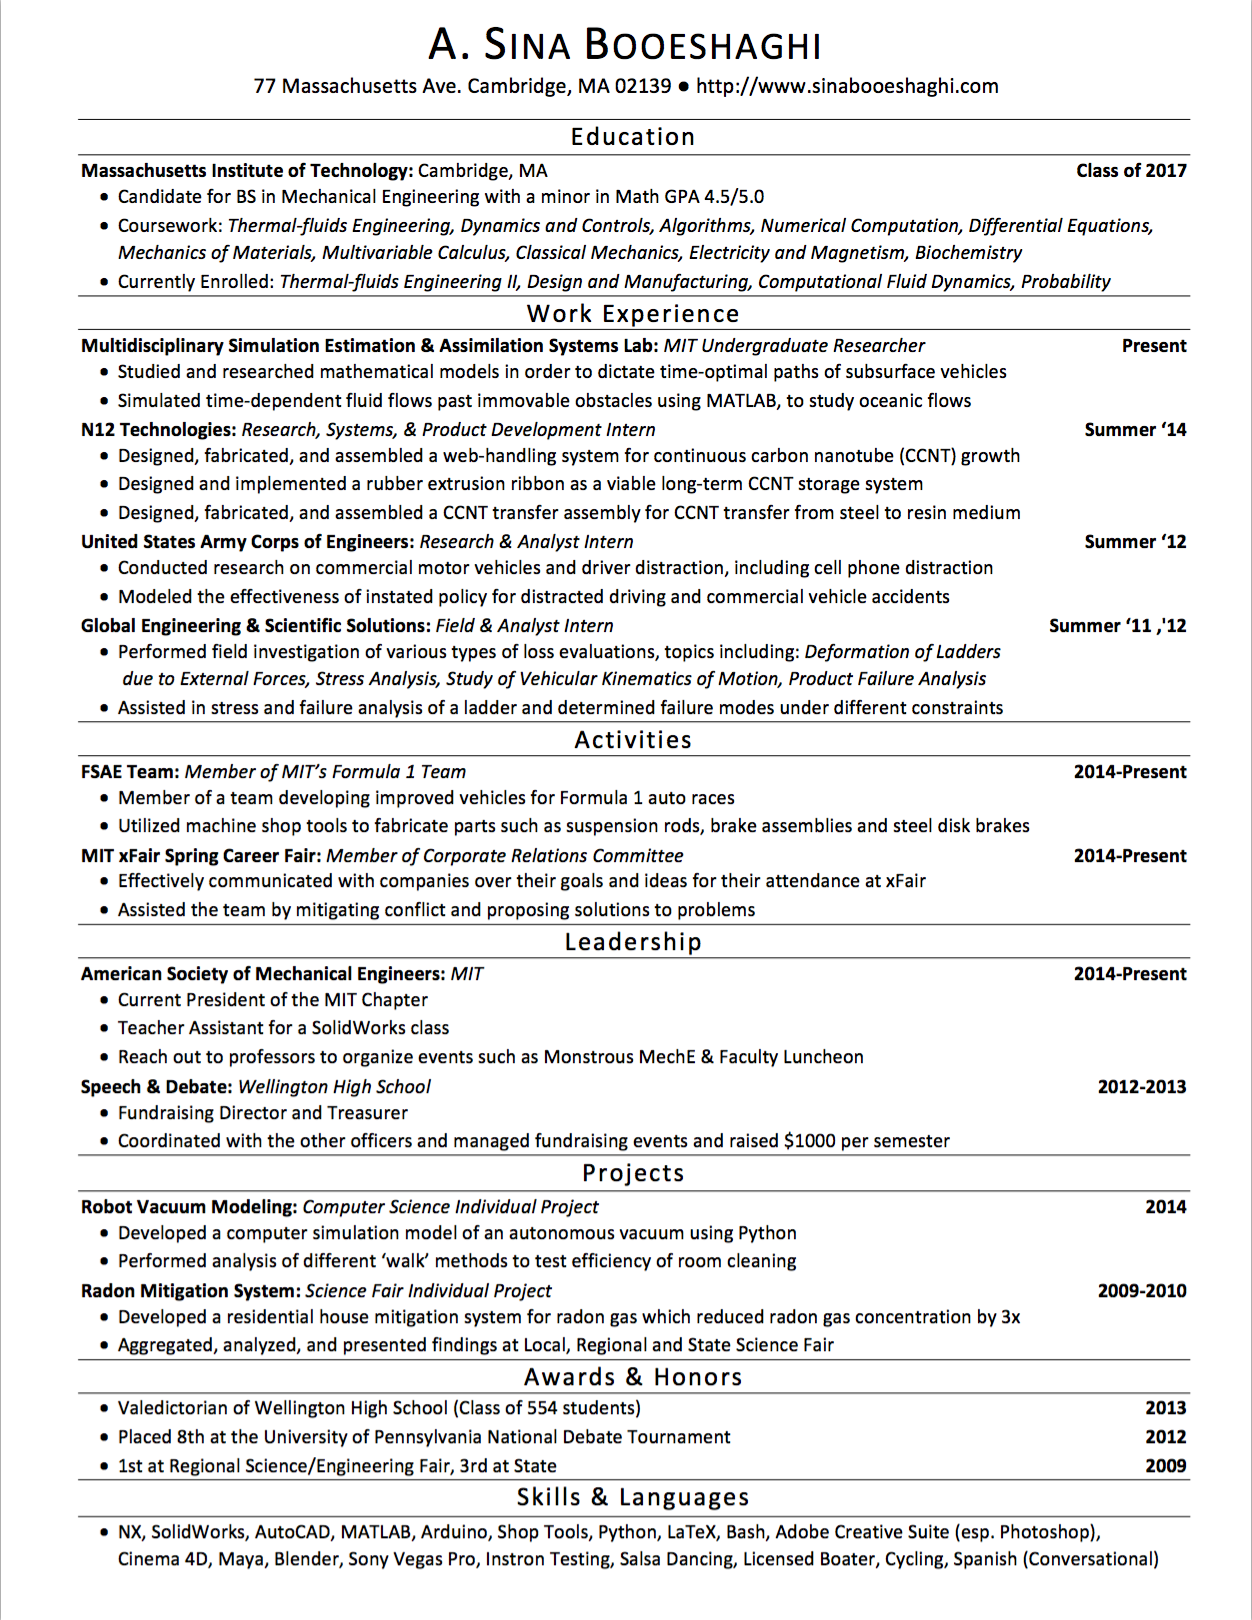 A. SINA BOOESHAGHI
77 Massachusetts Ave. Cambridge, MA 02139 ● http://www.sinabooeshaghi.com
Education
Massachusetts Institute of Technology: Cambridge, MA Class of 2017
• Candidate for BS in Mechanical Engineering with a minor in Math GPA 4.5/5.0
• Coursework: Thermal-fluids Engineering, Dynamics and Controls, Algorithms, Numerical Computation, Differential Equations,
Mechanics of Materials, Multivariable Calculus, Classical Mechanics, Electricity and Magnetism, Biochemistry
• Currently Enrolled: Thermal-fluids Engineering II, Design and Manufacturing, Computational Fluid Dynamics, Probability
Work Experience
Multidisciplinary Simulation Estimation & Assimilation Systems Lab: MIT Undergraduate Researcher Present
• Studied and researched mathematical models in order to dictate time-optimal paths of subsurface vehicles
• Simulated time-dependent fluid flows past immovable obstacles using MATLAB, to study oceanic flows
N12 Technologies: Research, Systems, & Product Development Intern Summer ‘14
• Designed, fabricated, and assembled a web-handling system for continuous carbon nanotube (CCNT) growth
• Designed and implemented a rubber extrusion ribbon as a viable long-term CCNT storage system
• Designed, fabricated, and assembled a CCNT transfer assembly for CCNT transfer from steel to resin medium
United States Army Corps of Engineers: Research & Analyst Intern Summer ‘12
• Conducted research on commercial motor vehicles and driver distraction, including cell phone distraction
• Modeled the effectiveness of instated policy for distracted driving and commercial vehicle accidents
Global Engineering & Scientific Solutions: Field & Analyst Intern Summer ‘11 ,'12
• Performed field investigation of various types of loss evaluations, topics including: Deformation of Ladders
due to External Forces, Stress Analysis, Study of Vehicular Kinematics of Motion, Product Failure Analysis
• Assisted in stress and failure analysis of a ladder and determined failure modes under different constraints
Activities
FSAE Team: Member of MIT’s Formula 1 Team 2014-Present
• Member of a team developing improved vehicles for Formula 1 auto races
• Utilized machine shop tools to fabricate parts such as suspension rods, brake assemblies and steel disk brakes
MIT xFair Spring Career Fair: Member of Corporate Relations Committee 2014-Present
• Effectively communicated with companies over their goals and ideas for their attendance at xFair
• Assisted the team by mitigating conflict and proposing solutions to problems
Leadership
American Society of Mechanical Engineers: MIT 2014-Present
• Current President of the MIT Chapter
• Teacher Assistant for a SolidWorks class
• Reach out to professors to organize events such as Monstrous MechE & Faculty Luncheon
Speech & Debate: Wellington High School 2012-2013
• Fundraising Director and Treasurer
• Coordinated with the other officers and managed fundraising events and raised $1000 per semester
Projects
Robot Vacuum Modeling: Computer Science Individual Project 2014
• Developed a computer simulation model of an autonomous vacuum using Python
• Performed analysis of different ‘walk’ methods to test efficiency of room cleaning
Radon Mitigation System: Science Fair Individual Project 2009-2010
• Developed a residential house mitigation system for radon gas which reduced radon gas concentration by 3x
• Aggregated, analyzed, and presented findings at Local, Regional and State Science Fair
Awards & Honors
• Valedictorian of Wellington High School (Class of 554 students) 2013
• Placed 8th at the University of Pennsylvania National Debate Tournament 2012
• 1st at Regional Science/Engineering Fair, 3rd at State 2009
Skills & Languages
• NX, SolidWorks, AutoCAD, MATLAB, Arduino, Shop Tools, Python, LaTeX, Bash, Adobe Creative Suite (esp. Photoshop),
Cinema 4D, Maya, Blender, Sony Vegas Pro, Instron Testing, Salsa Dancing, Licensed Boater, Cycling, Spanish (Conversational)